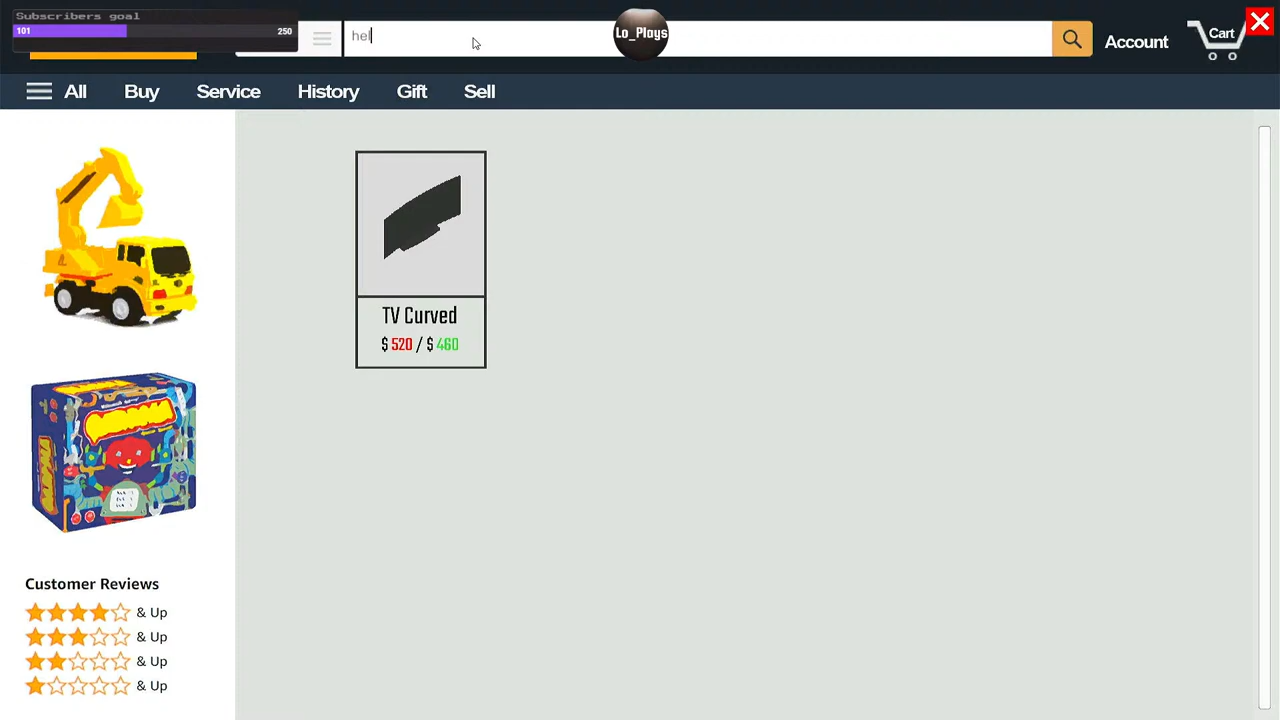 Subscribers goal
101 250
hel
Lo_Plays
Account
Cart
All Buy Service History Gift Sell
TV Curved
$ 520 / $ 460
Customer Reviews
& Up
& Up
& Up
& Up